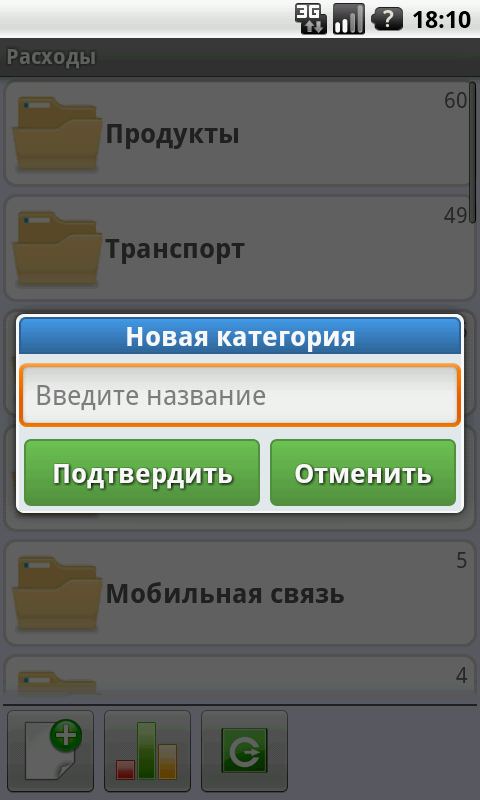 3G
?
18:10
Расходы
60
Продукты
49
Транспорт
Новая категория
Введите название
Подтвердить
Отменить
5
Мобильная связь
4